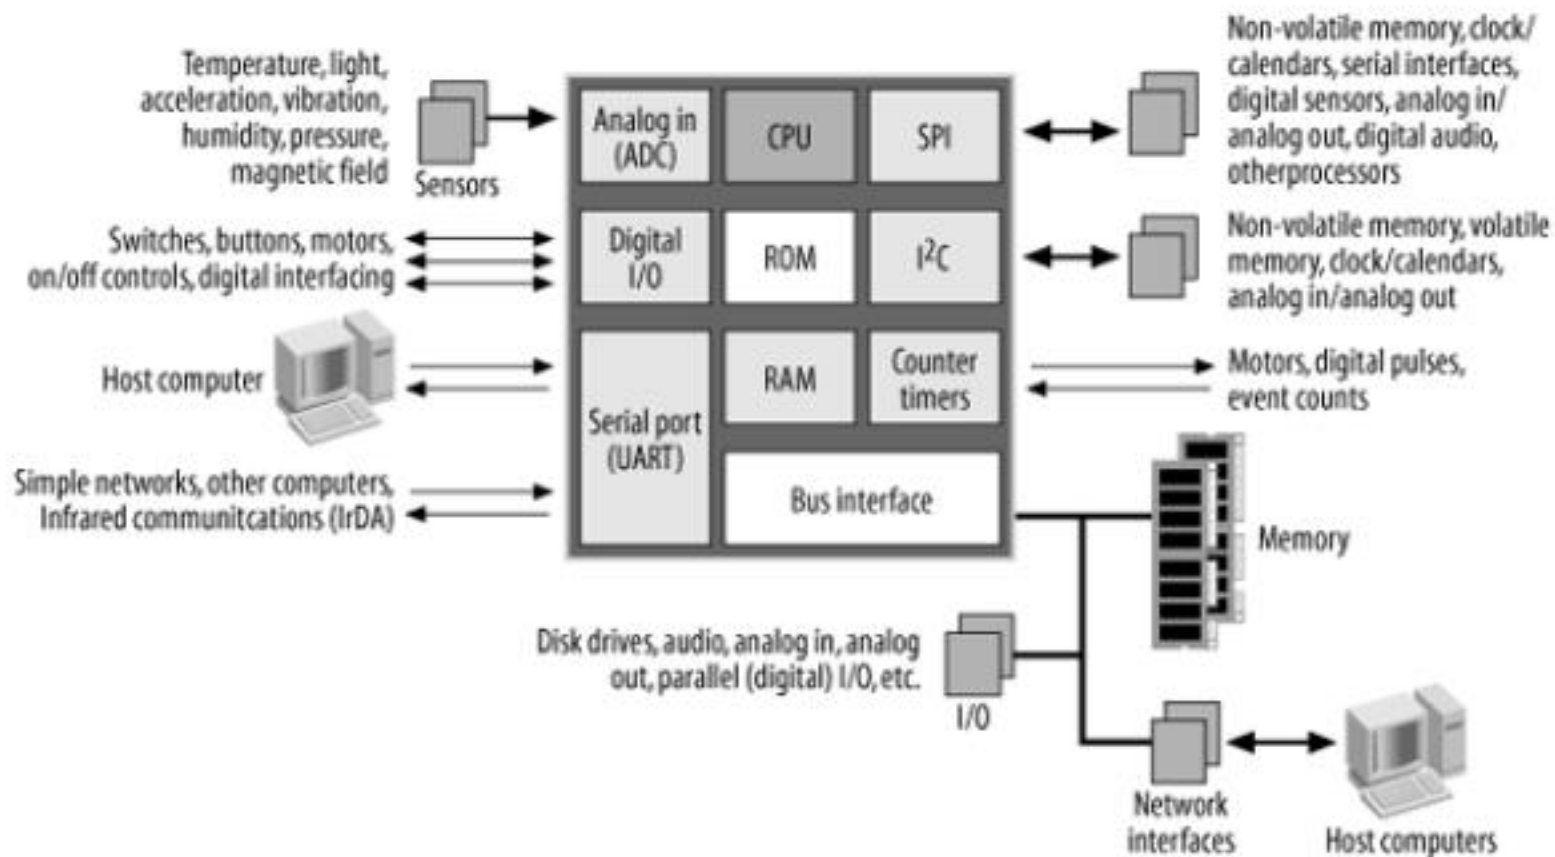 Temperature, light,
acceleration, vibration,
humidity, pressure,
magnetic field
Sensors
Analog in
(ADC)
CPU
SPI
Non-volatile memory, clock/
calendars, serial interfaces,
digital sensors, analog in/
analog out, digital audio,
otherprocessors
Switches, buttons, motors,
on/off controls, digital interfacing
Digital
I/O
ROM
I²C
Non-volatile memory, volatile
memory, clock/calendars,
analog in/analog out
Host computer
Serial port
(UART)
RAM
Counter
timers
Motors, digital pulses,
event counts
Simple networks, other computers,
Infrared communitcations (IrDA)
Bus interface
Memory
Disk drives, audio, analog in, analog
out, parallel (digital) I/O, etc.
I/O
Network
interfaces
Host computers